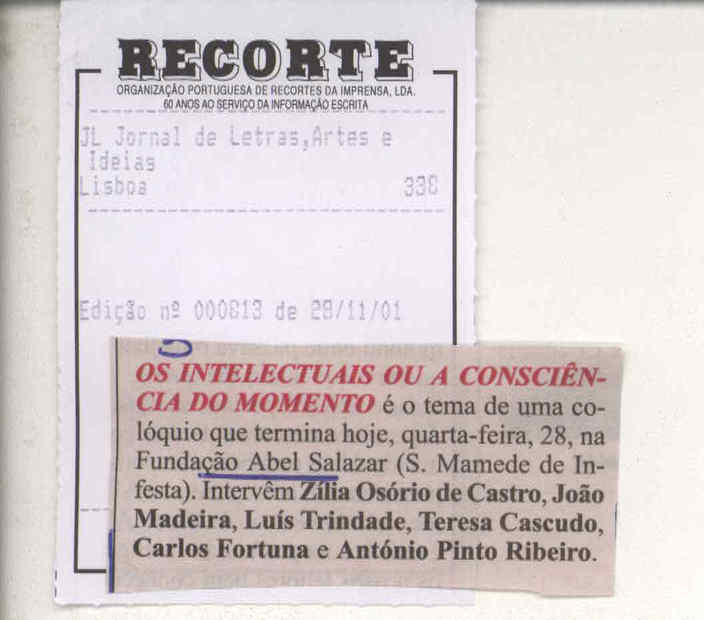 RECORTE
ORGANIZAÇÃO PORTUGUESA DE RECORTES DA IMPRENSA, LDA.
60 ANOS AO SERVIÇO DA INFORMAÇÃO ESCRITA
JL Jornal de Letras,Artes e
Ideias
Lisboa 338
Edição nº 000813 de 28/11/01
OS INTELECTUAIS OU A CONSCIÊN-
CIA DO MOMENTO é o tema de uma co-
lóquio que termina hoje, quarta-feira, 28, na
Fundação Abel Salazar (S. Mamede de In-
festa). Intervêm Zília Osório de Castro, João
Madeira, Luís Trindade, Teresa Cascudo,
Carlos Fortuna e António Pinto Ribeiro.